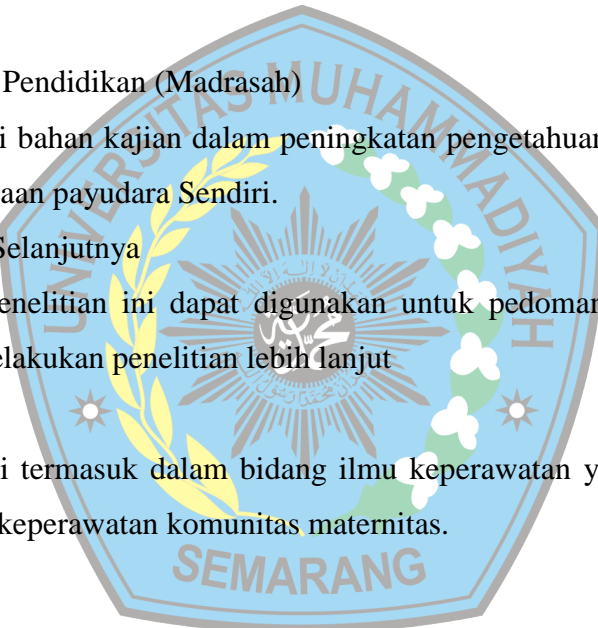 Pendidikan (Madrasah)
i bahan kajian dalam peningkatan pengetahuan
aan payudara Sendiri.
Selanjutnya
enelitian ini dapat digunakan untuk pedoman
elakukan penelitian lebih lanjut
i termasuk dalam bidang ilmu keperawatan y
keperawatan komunitas maternitas.
UNIVERSITAS MUHAMMADIYAH
SEMARANG